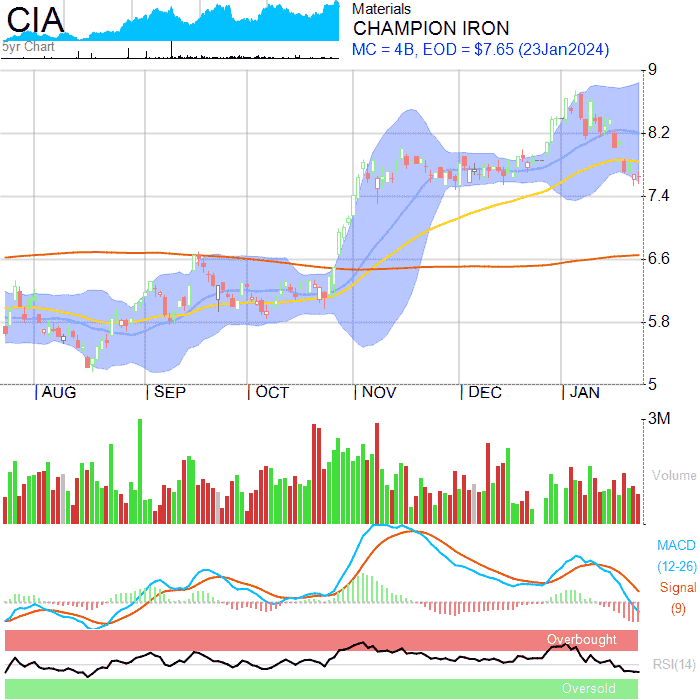 CIA
5yr Chart
Materials
CHAMPION IRON
MC = 4B, EOD = $7.65 (23Jan2024)
9
8.2
7.4
6.6
5.8
5
AUG SEP OCT NOV DEC JAN
3M
Volume
MACD
(12-26)
Signal
(9)
Overbought
RSI(14)
Oversold